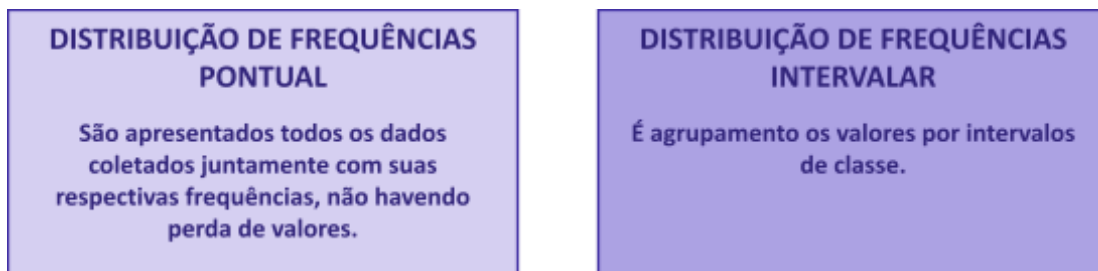 DISTRIBUIÇÃO DE FREQUÊNCIAS
PONTUAL
São apresentados todos os dados
coletados juntamente com suas
respectivas frequências, não havendo
perda de valores.
DISTRIBUIÇÃO DE FREQUÊNCIAS
INTERVALAR
É agrupamento os valores por intervalos
de classe.